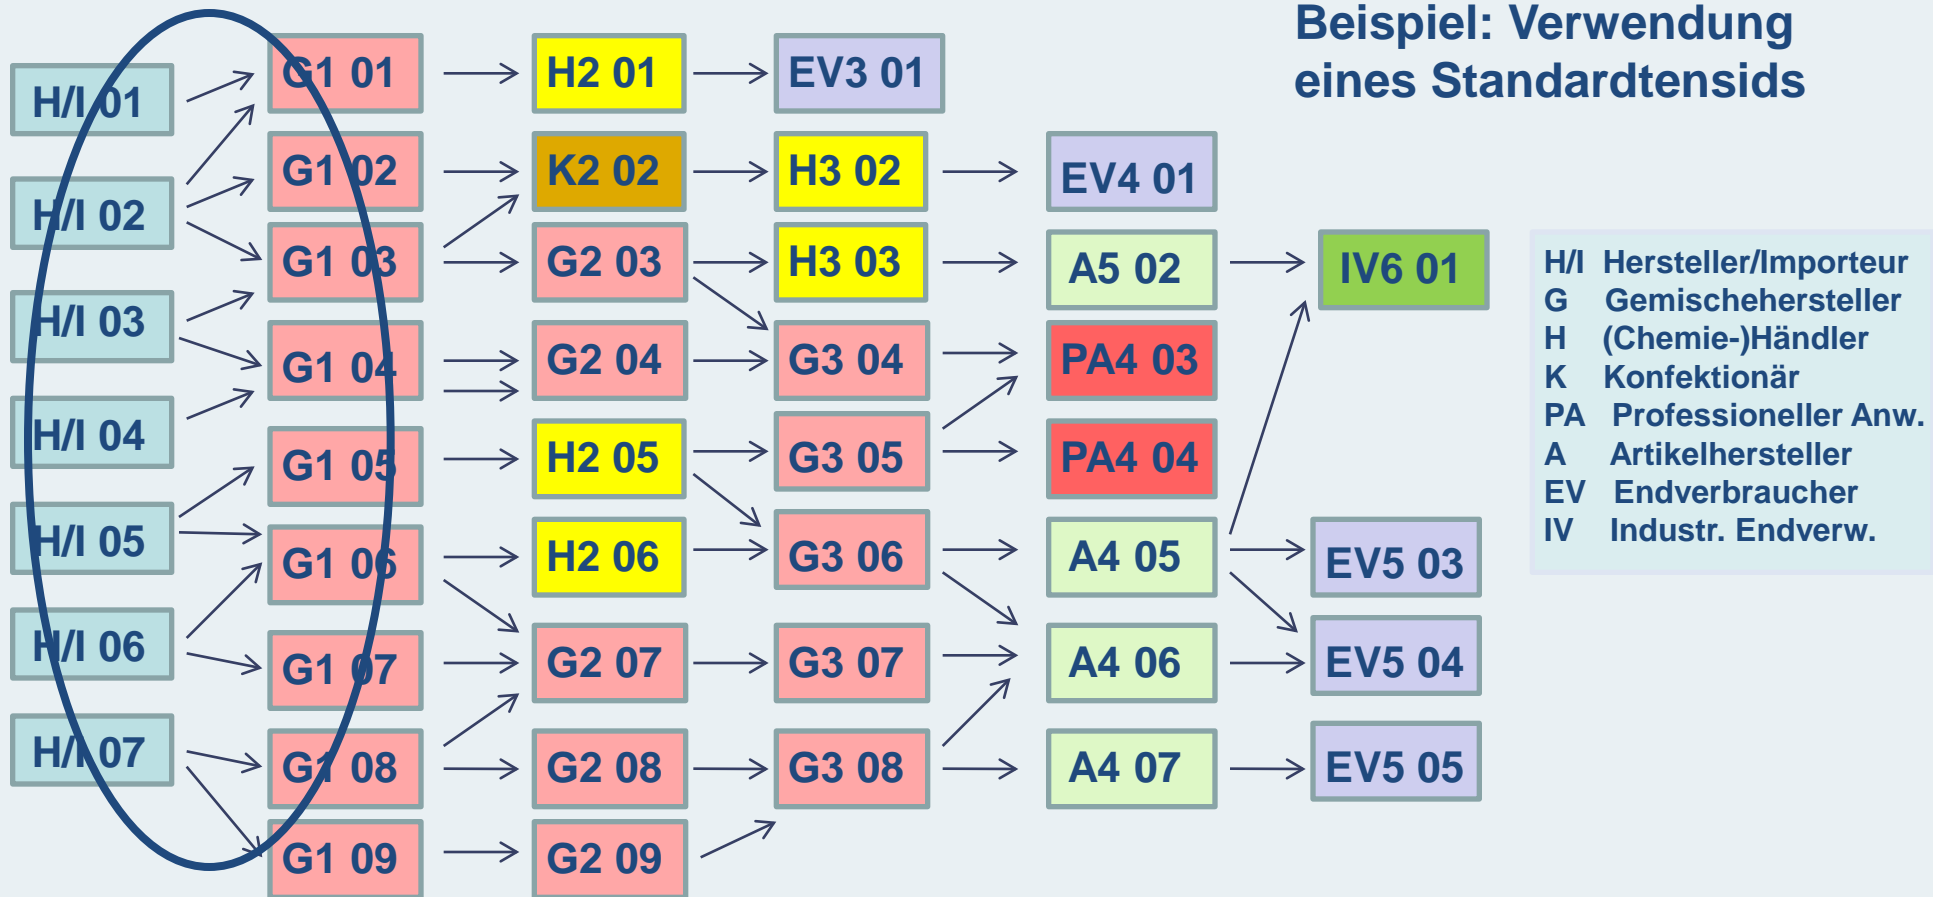 Beispiel: Verwendung
eines Standardtensids
H/I 01
H/I 02
H/I 03
H/I 04
H/I 05
H/I 06
H/I 07
G1 01
G1 02
G1 03
G1 04
G1 05
G1 06
G1 07
G1 08
G1 09
H2 01
K2 02
G2 03
G2 04
H2 05
H2 06
G2 07
G2 08
G2 09
EV3 01
H3 02
H3 03
G3 04
G3 05
G3 06
G3 07
G3 08
EV4 01
A5 02
PA4 03
PA4 04
A4 05
A4 06
A4 07
IV6 01
EV5 03
EV5 04
EV5 05
H/I Hersteller/Importeur
G Gemischehersteller
H (Chemie-)Händler
K Konfektionär
PA Professioneller Anw.
A Artikelhersteller
EV Endverbraucher
IV Industr. Endverw.